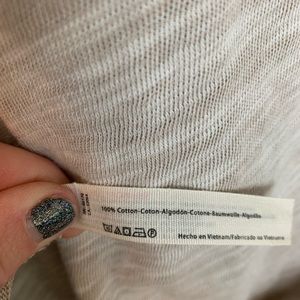 100% Cotton-Coton-Algodón-Cotone-Baumwolle-Algodão
Hecho en Vietnam/Fabricado no Vietname